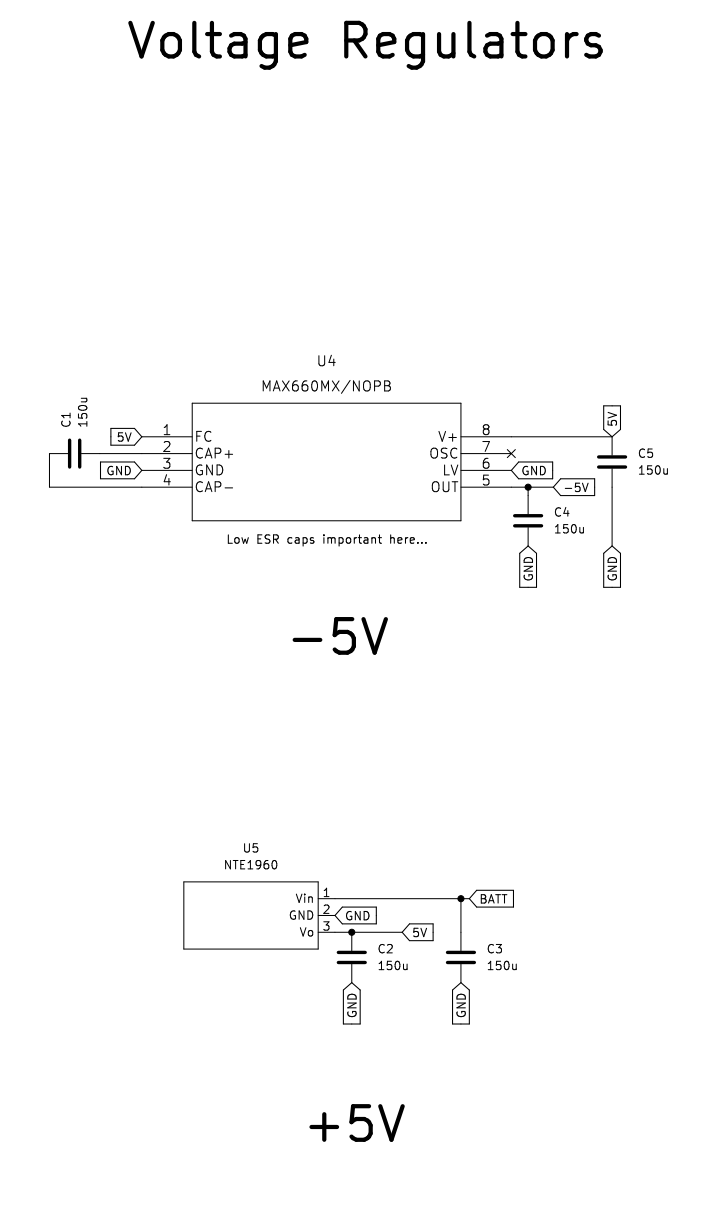 Voltage Regulators
U4
MAX660MX/NOPB
C1
150u
5V
1
FC
2
CAP+
GND
3
GND
4
CAP-
V+
8
5V
OSC
7
LV
6
GND
OUT
5
-5V
C5
150u
C4
150u
GND
GND
Low ESR caps important here...
-5V
U5
NTE1960
Vin
1
BATT
GND
2
GND
Vo
3
5V
C2
150u
C3
150u
GND
GND
+5V